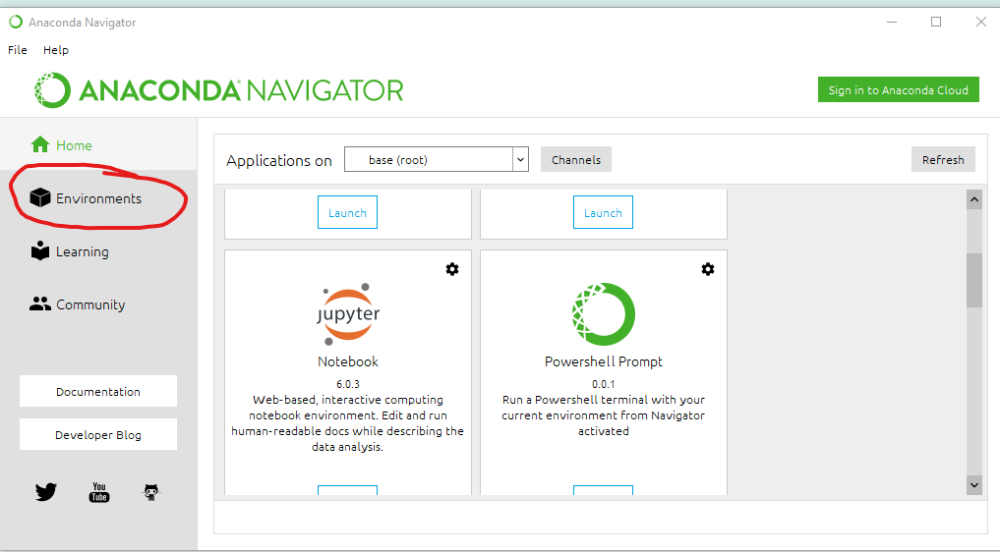 Anaconda Navigator
File Help
ANACONDA NAVIGATOR
Sign in to Anaconda Cloud
Home
Environments
Learning
Community
Documentation
Developer Blog
You
Tube
Applications on base (root) Channels Refresh
Launch Launch
jupyter
Notebook
6.0.3
Web-based, interactive computing
notebook environment. Edit and run
human-readable docs while describing the
data analysis.
Powershell Prompt
0.0.1
Run a Powershell terminal with your
current environment from Navigator
activated